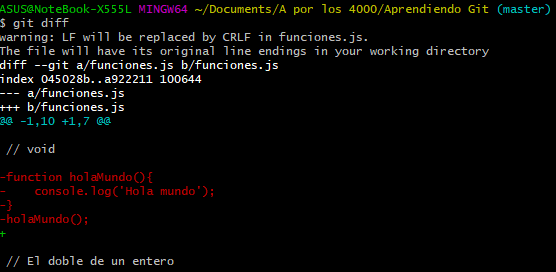 ASUS@NoteBook-X555L MINGW64 ~/Documents/A por los 4000/Aprendiendo Git (master)
$ git diff
warning: LF will be replaced by CRLF in funciones.js.
The file will have its original line endings in your working directory
diff --git a/funciones.js b/funciones.js
index 045028b..a922211 100644
--- a/funciones.js
+++ b/funciones.js
@@ -1,10 +1,7 @@

 // void

-function holaMundo(){
-    console.log('Hola mundo');
-}
-holaMundo();
+

 // El doble de un entero